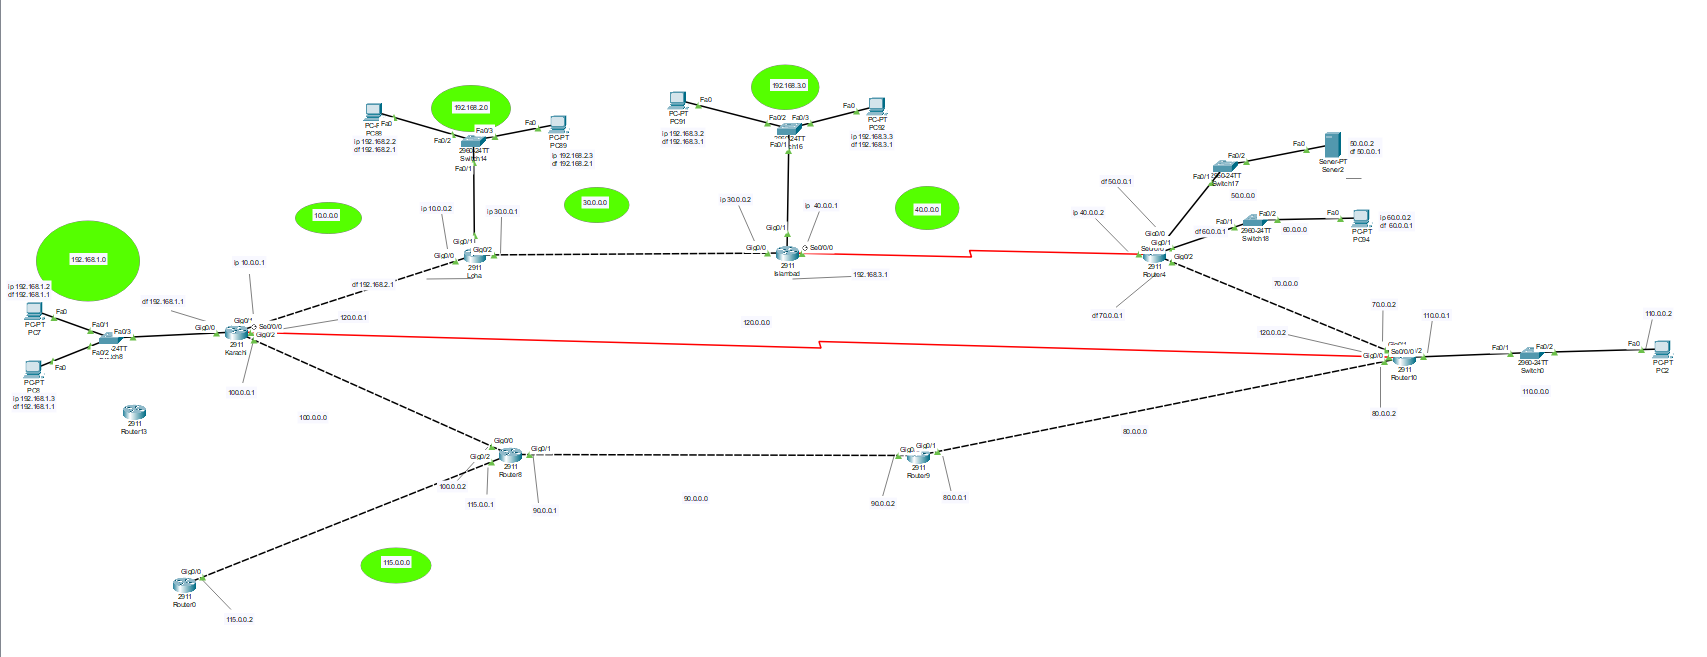 192.168.3.0
PC-PT
PC91
Fa0
ip 192.168.3.2
df 192.168.3.1
Fa0/2
Fa0/3
Fa0/1
Fa0
PC-PT
PC92
ip 192.168.3.3
df 192.168.3.1
192.168.2.0
PC88
Fa0
ip 192.168.2.2
df 192.168.2.1
Fa0/3
Fa0/2
2960-24TT
Switch14
Fa0/1
Fa0
PC-PT
PC89
ip 192.168.2.3
df 192.168.2.1
Fa0
Server-PT
Server2
50.0.0.2
df 50.0.0.1
Fa0/2
Fa0/1
Switch17
50.0.0.0
df 50.0.0.1
ip 40.0.0.2
Fa0/1
Fa0/2
2960-24TT
Switch18
df 60.0.0.1
60.0.0.0
Fa0
PC-PT
PC94
ip 60.0.0.2
df 60.0.0.1
10.0.0.0
30.0.0.0
40.0.0.0
ip 10.0.0.2
ip 30.0.0.1
ip 30.0.0.2
ip 40.0.0.1
Gig0/1
Gig0/2
Gig0/0
2911
df 192.168.2.1
Gig0/1
Gig0/0
Se0/0/0
2911
Islambad
192.168.3.1
Gig0/0
Gig0/1
Gig0/2
2911
Router4
df 70.0.0.1
70.0.0.0
192.168.1.0
ip 192.168.1.2
df 192.168.1.1
PC-PT
PC7
Fa0
Fa0/1
Fa0/3
Fa0/2
Fa0
PC-PT
PC8
ip 192.168.1.3
df 192.168.1.1
df 192.168.1.1
ip 10.0.0.1
Gig0/1
Gig0/0
Se0/0/0
Gig0/2
2911
Karachi
120.0.0.1
120.0.0.0
100.0.0.1
100.0.0.0
2911
Router13
70.0.0.2
120.0.0.2
110.0.0.1
Gig0/0
Se0/0/0
2911
Router10
80.0.0.2
Fa0/1
Fa0/2
2960-24TT
Switch0
110.0.0.0
110.0.0.2
Fa0
PC-PT
PC2
Gig0/0
Gig0/2
Gig0/1
2911
Router8
100.0.0.2
115.0.0.1
90.0.0.1
90.0.0.0
Gig0/1
2911
Router9
90.0.0.2
80.0.0.1
80.0.0.0
115.0.0.0
Gig0/0
2911
Router0
115.0.0.2